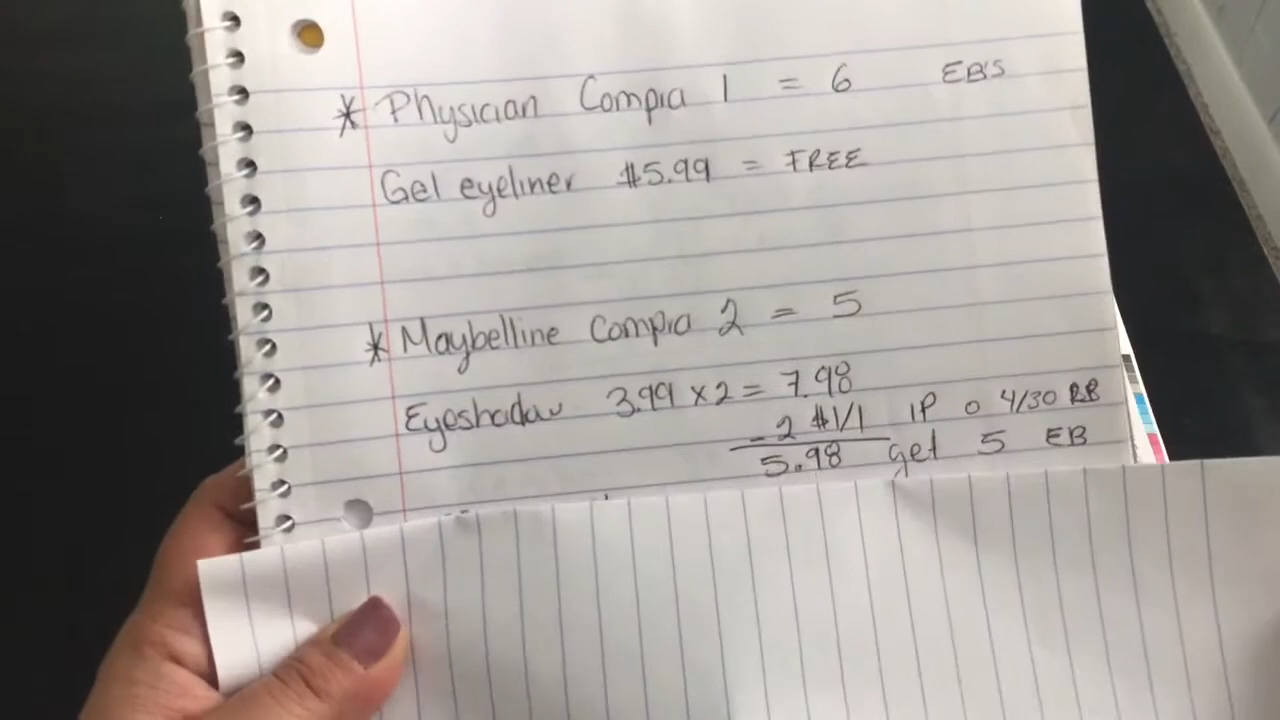 * Physician Compra 1 = 6 EB'S
Gel eyeliner $5.99 = FREE
* Maybelline Compra 2 = 5
Eyeshadow 3.99 x 2 = 7.98
- 2 $1/1 IP o 4/30 RB
5.98 get 5 EB